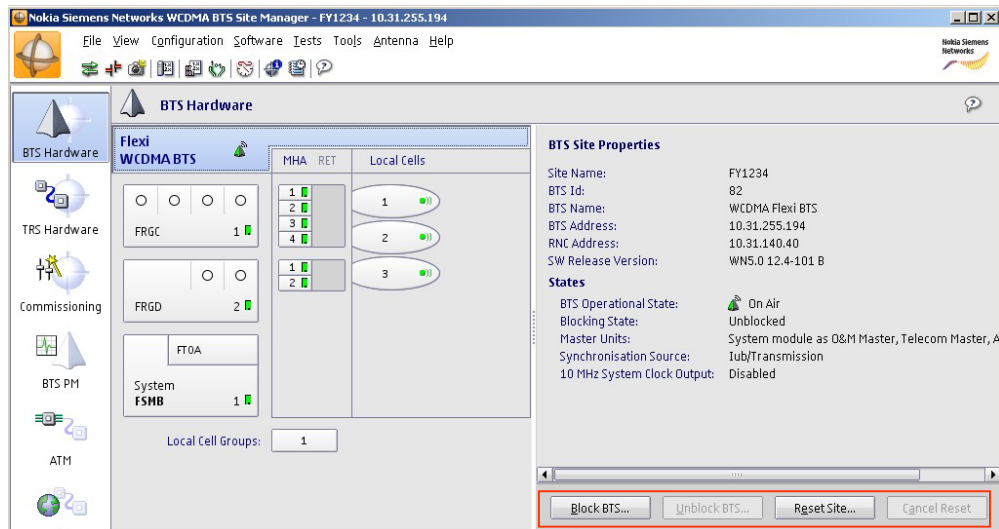 Nokia Siemens Networks WCDMA BTS Site Manager - FY1234 - 10.31.255.194
File View Configuration Software Tests Tools Antenna Help
Nokia Siemens
Networks
BTS Hardware
BTS Hardware
TRS Hardware
Commissioning
BTS PM
ATM
Flexi
WCDMA BTS
MHA RET Local Cells
FRGC 1
1
2
3
4
1
2
FRGD 2
1
2
3
FT0A
System
FSMB 1
Local Cell Groups: 1
BTS Site Properties
Site Name: FY1234
BTS Id: 82
BTS Name: WCDMA Flexi BTS
BTS Address: 10.31.255.194
RNC Address: 10.31.140.40
SW Release Version: WN5.0 12.4-101 B
States
BTS Operational State: On Air
Blocking State: Unblocked
Master Units: System module as O&M Master, Telecom Master, A
Synchronisation Source: Iub/Transmission
10 MHz System Clock Output: Disabled
Block BTS... Unblock BTS... Reset Site... Cancel Reset